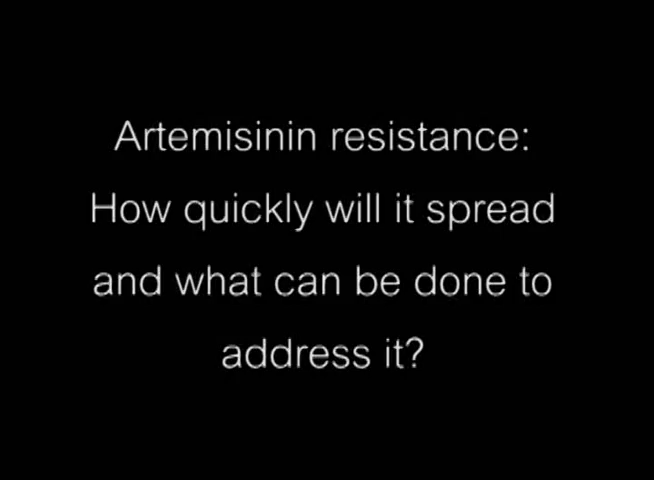 Artemisinin resistance:
How quickly will it spread
and what can be done to
address it?